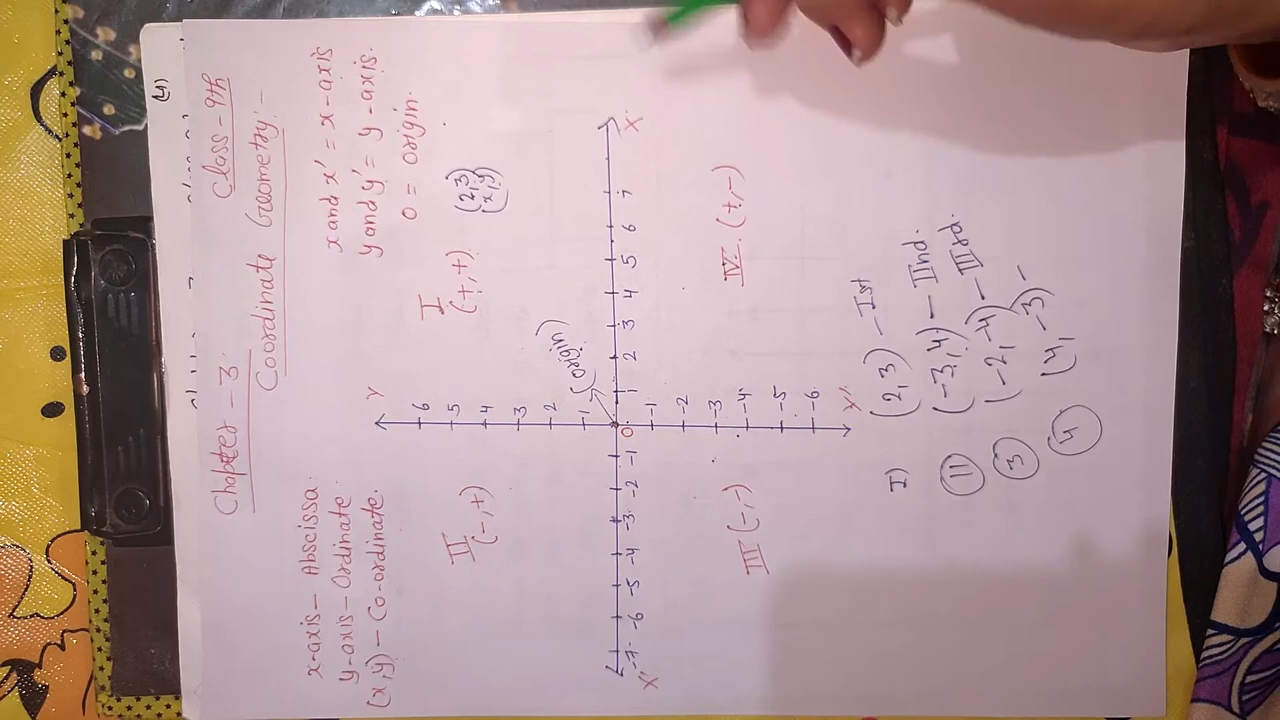 (4)
Class - 9th
Chapter - 3
Coordinate Geometry:-
x-axis - Abscissa.
y-axis - Ordinate.
(x,y) - Co-ordinate.
x and x' = x-axis
y and y' = y-axis.
0 = origin.
Y
6
5
4
3
2
1
II
(-,+)
I
(+,+)
(2,3)
(x,y)
(origin)
X' -7 -6 -5 -4 -3 -2 -1 0 1 2 3 4 5 6 7 X
-1
-2
-3
-4
-5
-6
Y'
III (-,-)
IV. (+,-)
I) (2,3) - Ist
(11) (-3,4) - IInd.
(3) (-2,-4) - IIIrd.
(4) (4,-3) -